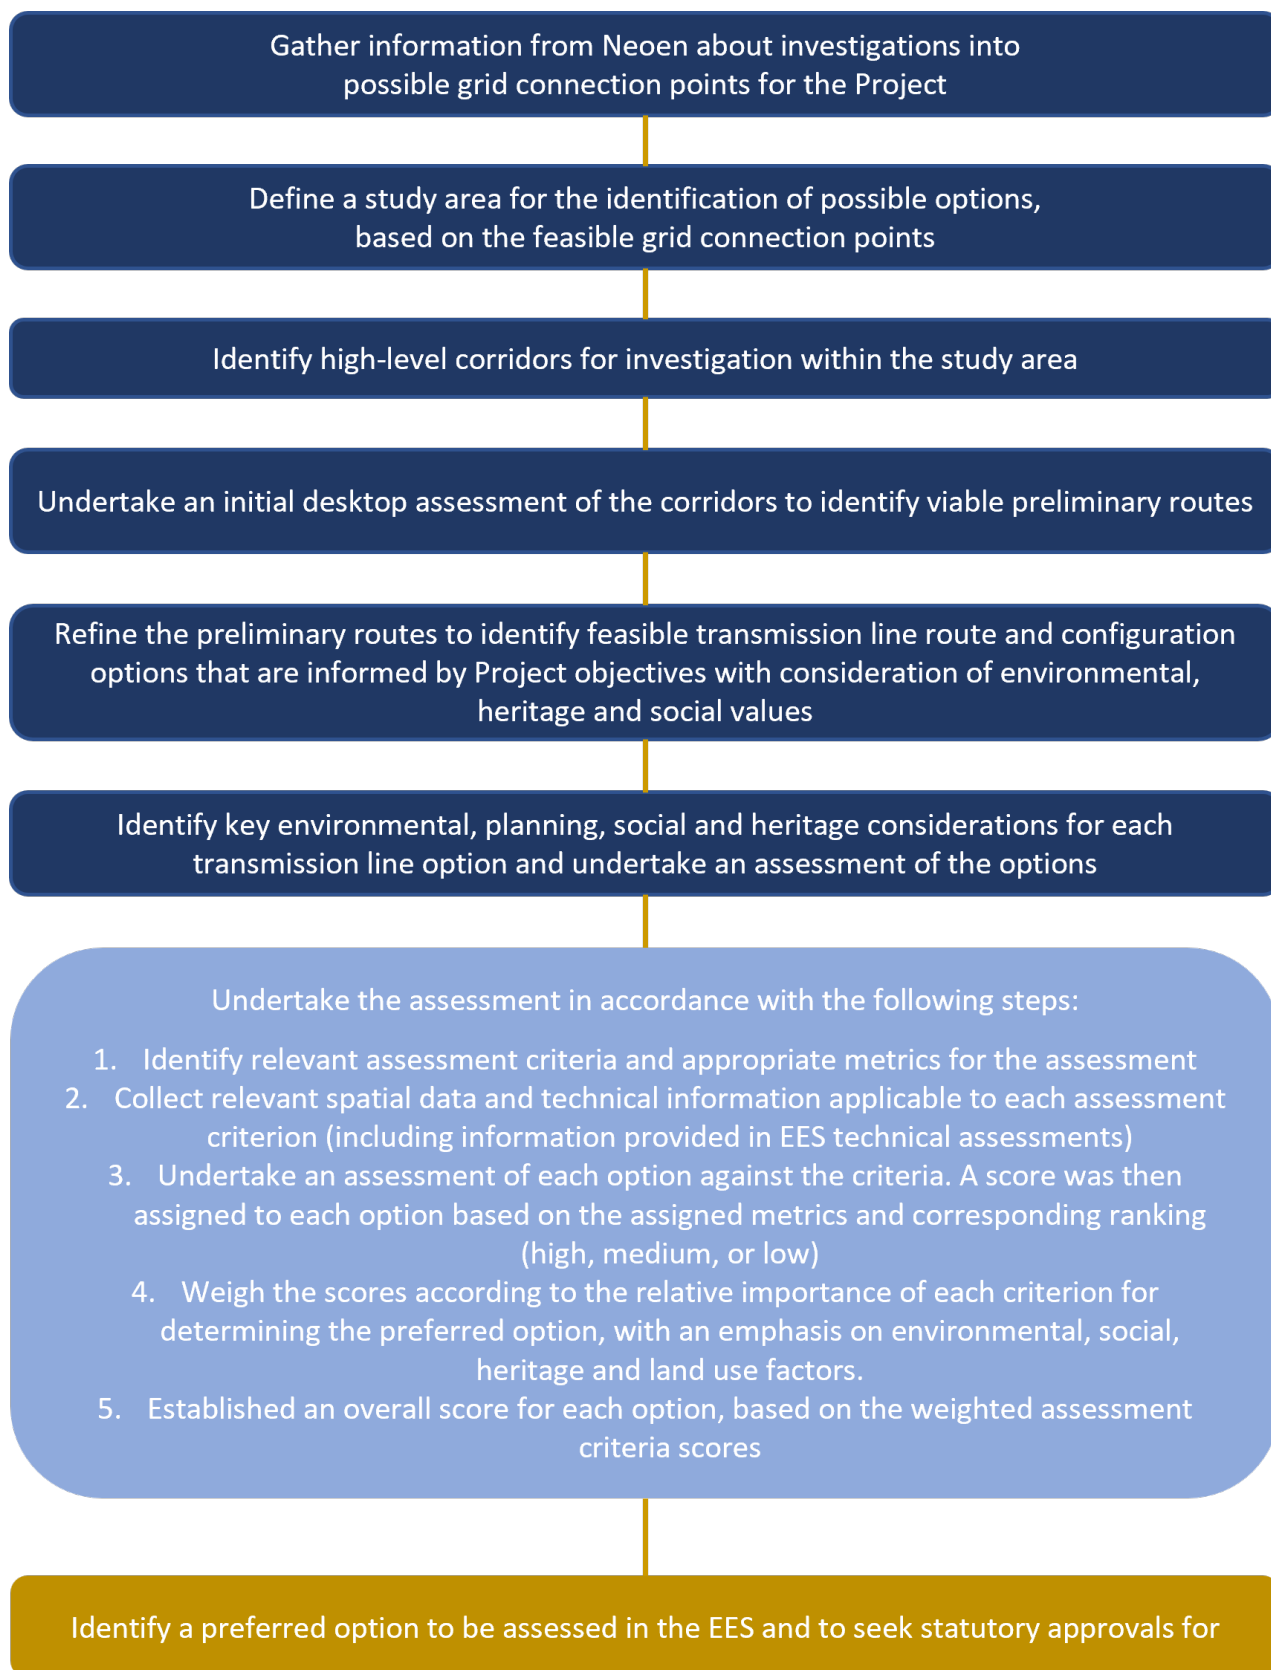 Gather information from Neoen about investigations into
possible grid connection points for the Project
Define a study area for the identification of possible options,
based on the feasible grid connection points
Identify high-level corridors for investigation within the study area
Undertake an initial desktop assessment of the corridors to identify viable preliminary routes
Refine the preliminary routes to identify feasible transmission line route and configuration
options that are informed by Project objectives with consideration of environmental,
heritage and social values
Identify key environmental, planning, social and heritage considerations for each
transmission line option and undertake an assessment of the options
Undertake the assessment in accordance with the following steps:
1. Identify relevant assessment criteria and appropriate metrics for the assessment
2. Collect relevant spatial data and technical information applicable to each assessment
criterion (including information provided in EES technical assessments)
3. Undertake an assessment of each option against the criteria. A score was then
assigned to each option based on the assigned metrics and corresponding ranking
(high, medium, or low)
4. Weigh the scores according to the relative importance of each criterion for
determining the preferred option, with an emphasis on environmental, social,
heritage and land use factors.
5. Established an overall score for each option, based on the weighted assessment
criteria scores
Identify a preferred option to be assessed in the EES and to seek statutory approvals for